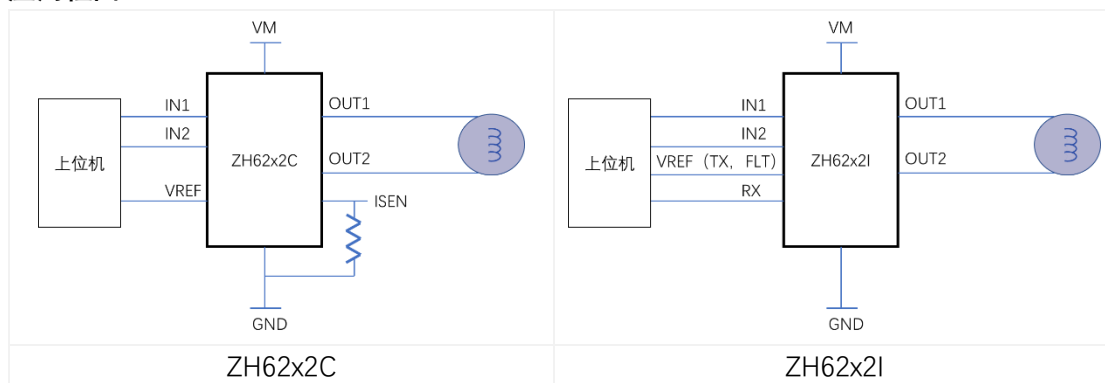 VM
IN1
OUT1
IN2
上位机
ZH62x2C
OUT2
VREF
ISEN
GND
ZH62x2C
VM
IN1
OUT1
IN2
上位机
VREF（TX，FLT）
ZH62x2I
OUT2
RX
GND
ZH62x2I